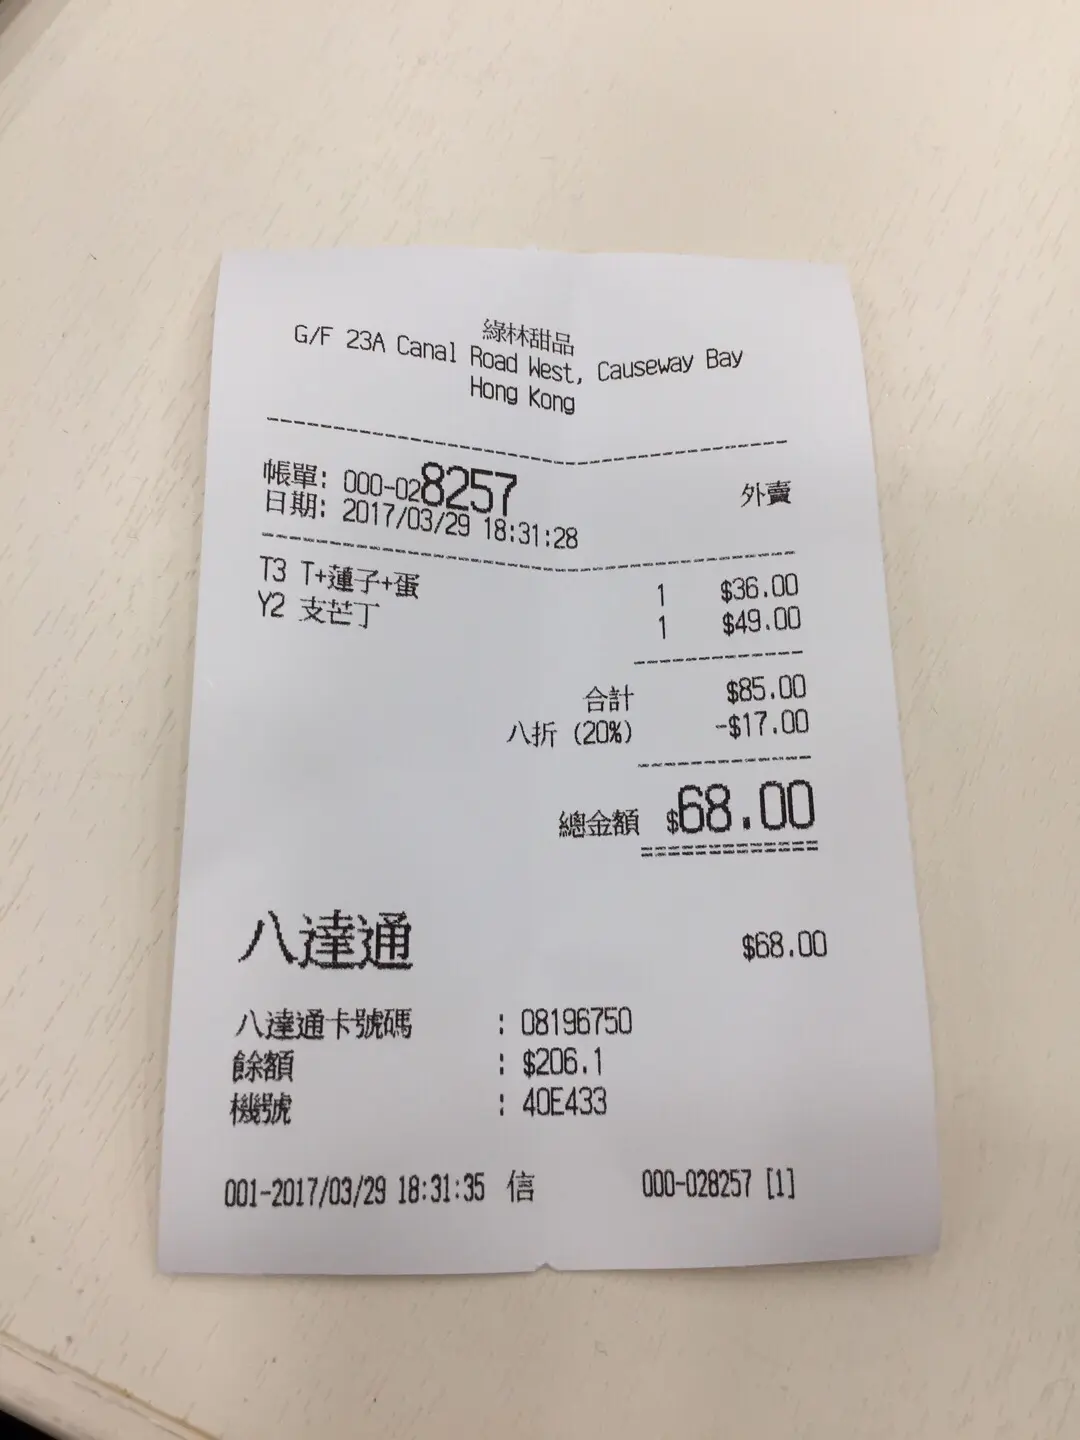 綠林甜品
G/F 23A Canal Road West, Causeway Bay
Hong Kong
帳單: 000-028257 外賣
日期: 2017/03/29 18:31:28
T3 T+蓮子+蛋 1 $36.00
Y2 支芒丁 1 $49.00
合計 $85.00
八折 (20%) -$17.00
總金額 $68.00
八達通 $68.00
八達通卡號碼 : 08196750
餘額 : $206.1
機號 : 40E433
001-2017/03/29 18:31:35 信 000-028257 [1]